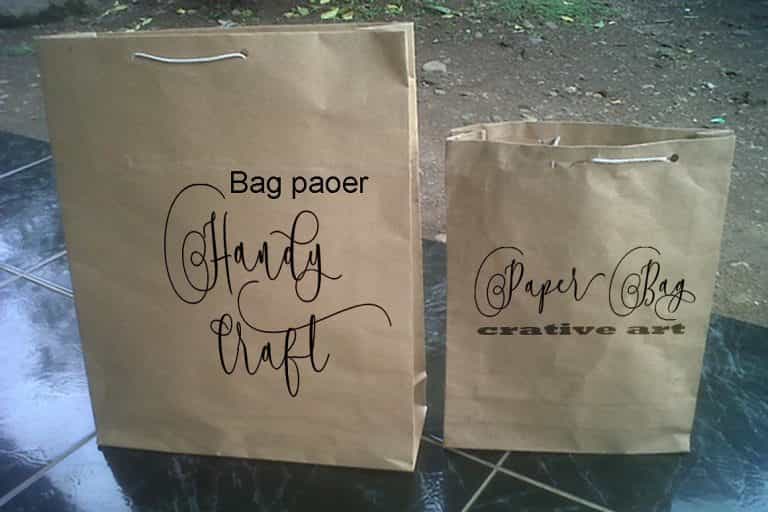 Bag paoer
Handy
Craft
Paper Bag
crative art